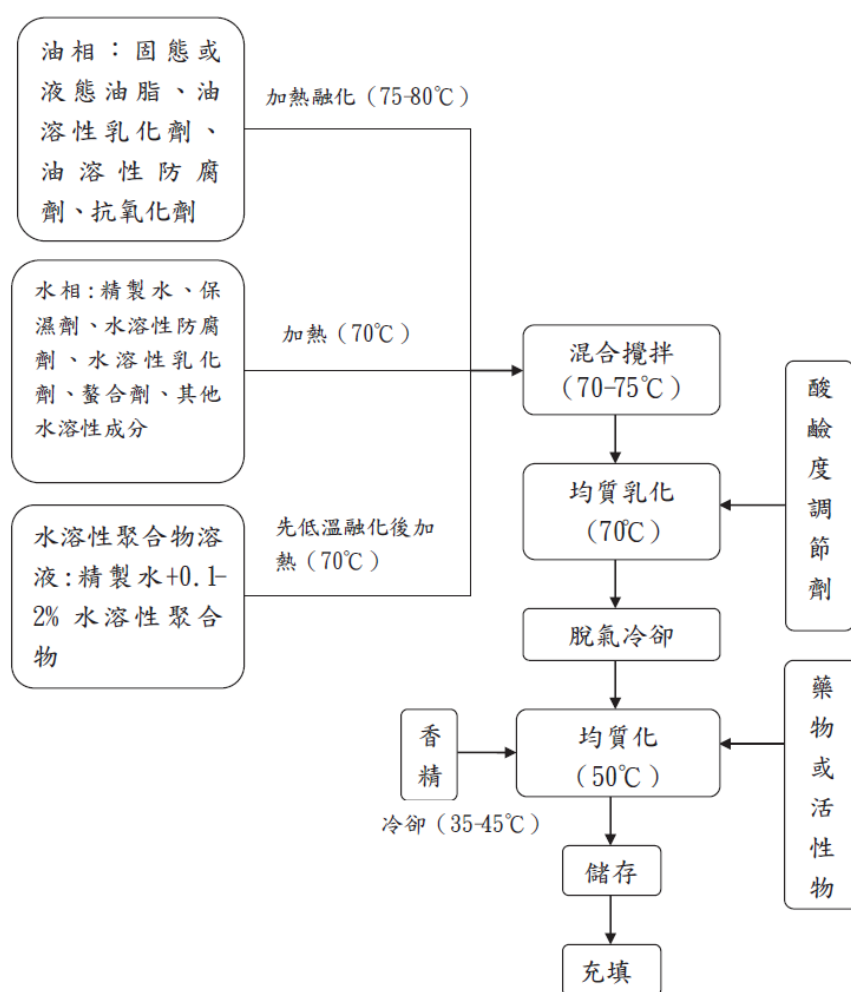 油相：固態或
液態油脂、油
溶性乳化劑、
油溶性防腐
劑、抗氧化劑
加熱融化（75-80℃）
水相:精製水、保
濕劑、水溶性防腐
劑、水溶性乳化
劑、螯合劑、其他
水溶性成分
加熱（70℃）
水溶性聚合物溶
液:精製水+0.1-
2% 水溶性聚合
物
先低溫融化後加
熱（70℃）
混合攪拌
（70-75℃）
酸鹼度調節劑
均質乳化
（70℃）
脫氣冷卻
香精
均質化
（50℃）
藥物或活性物
冷卻（35-45℃）
儲存
充填